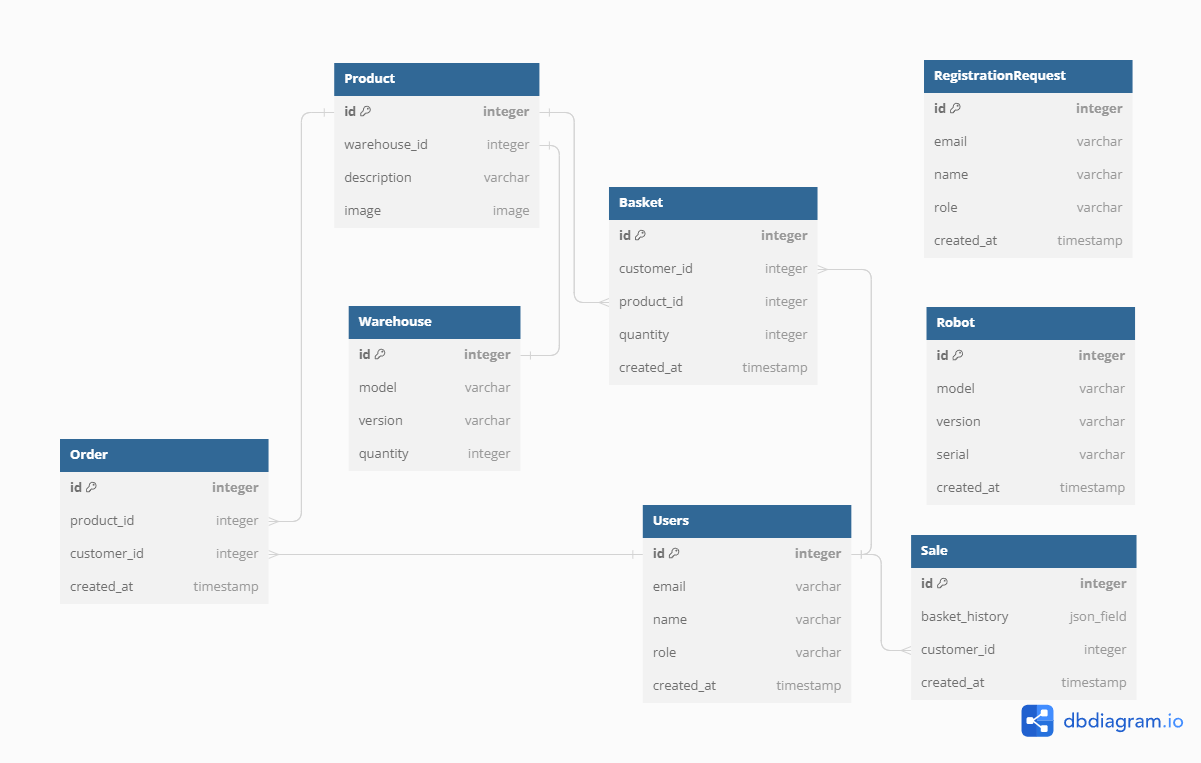 Product
id integer
warehouse_id integer
description varchar
image image
RegistrationRequest
id integer
email varchar
name varchar
role varchar
created_at timestamp
Basket
id integer
customer_id integer
product_id integer
quantity integer
created_at timestamp
Warehouse
id integer
model varchar
version varchar
quantity integer
Robot
id integer
model varchar
version varchar
serial varchar
created_at timestamp
Order
id integer
product_id integer
customer_id integer
created_at timestamp
Users
id integer
email varchar
name varchar
role varchar
created_at timestamp
Sale
id integer
basket_history json_field
customer_id integer
created_at timestamp
dbdiagram.io